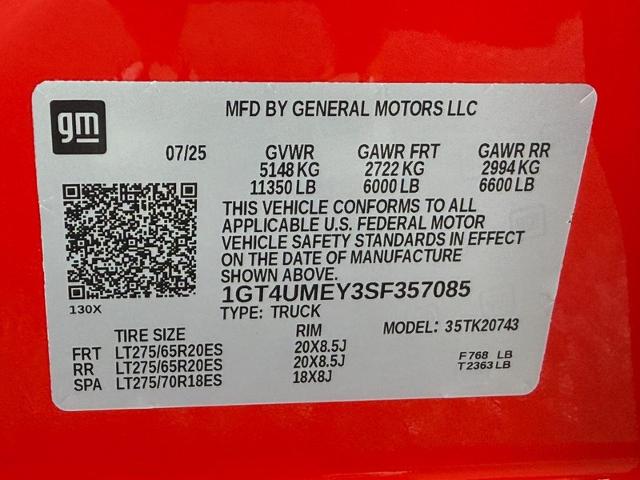 gm
MFD BY GENERAL MOTORS LLC
07/25 GVWR GAWR FRT GAWR RR
5148 KG 2722 KG 2994 KG
11350 LB 6000 LB 6600 LB
THIS VEHICLE CONFORMS TO ALL
APPLICABLE U.S. FEDERAL MOTOR
VEHICLE SAFETY STANDARDS IN EFFECT
ON THE DATE OF MANUFACTURE
SHOWN ABOVE.
130X
1GT4UMEY3SF357085
TYPE: TRUCK
TIRE SIZE RIM MODEL: 35TK20743
FRT LT275/65R20ES 20X8.5J
RR LT275/65R20ES 20X8.5J
SPA LT275/70R18ES 18X8J
F 768 LB
T 2363 LB